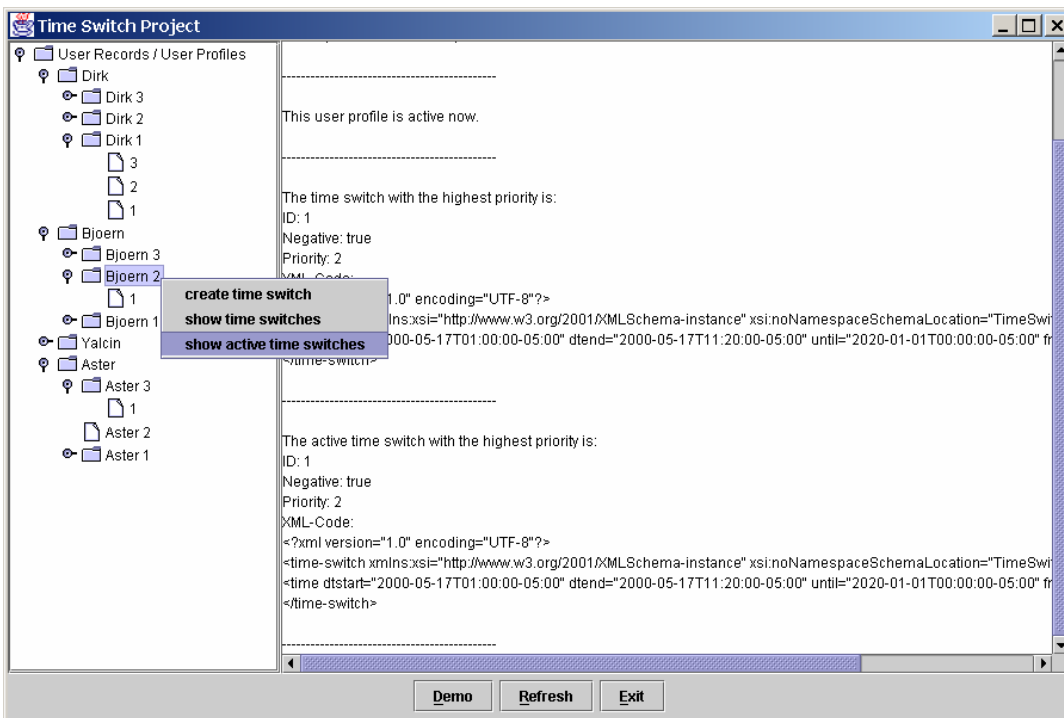 Time Switch Project
User Records / User Profiles
Dirk
Dirk 3
Dirk 2
Dirk 1
3
2
1
Bjoern
Bjoern 3
Bjoern 2
1
Bjoern 1
Yalcin
Aster
Aster 3
1
Aster 2
Aster 1
create time switch
show time switches
show active time switches
----------------------------------------
This user profile is active now.
----------------------------------------
The time switch with the highest priority is:
ID: 1
Negative: true
Priority: 2
XML-Code:
1.0" encoding="UTF-8"?>
lns:xsi="http://www.w3.org/2001/XMLSchema-instance" xsi:noNamespaceSchemaLocation="TimeSwi
000-05-17T01:00:00-05:00" dtend="2000-05-17T11:20:00-05:00" until="2020-01-01T00:00:00-05:00" fr
</time-switch>
----------------------------------------
The active time switch with the highest priority is:
ID: 1
Negative: true
Priority: 2
XML-Code:
<?xml version="1.0" encoding="UTF-8"?>
<time-switch xmlns:xsi="http://www.w3.org/2001/XMLSchema-instance" xsi:noNamespaceSchemaLocation="TimeSwi
<time dtstart="2000-05-17T01:00:00-05:00" dtend="2000-05-17T11:20:00-05:00" until="2020-01-01T00:00:00-05:00" fr
</time-switch>
----------------------------------------
Demo Refresh Exit